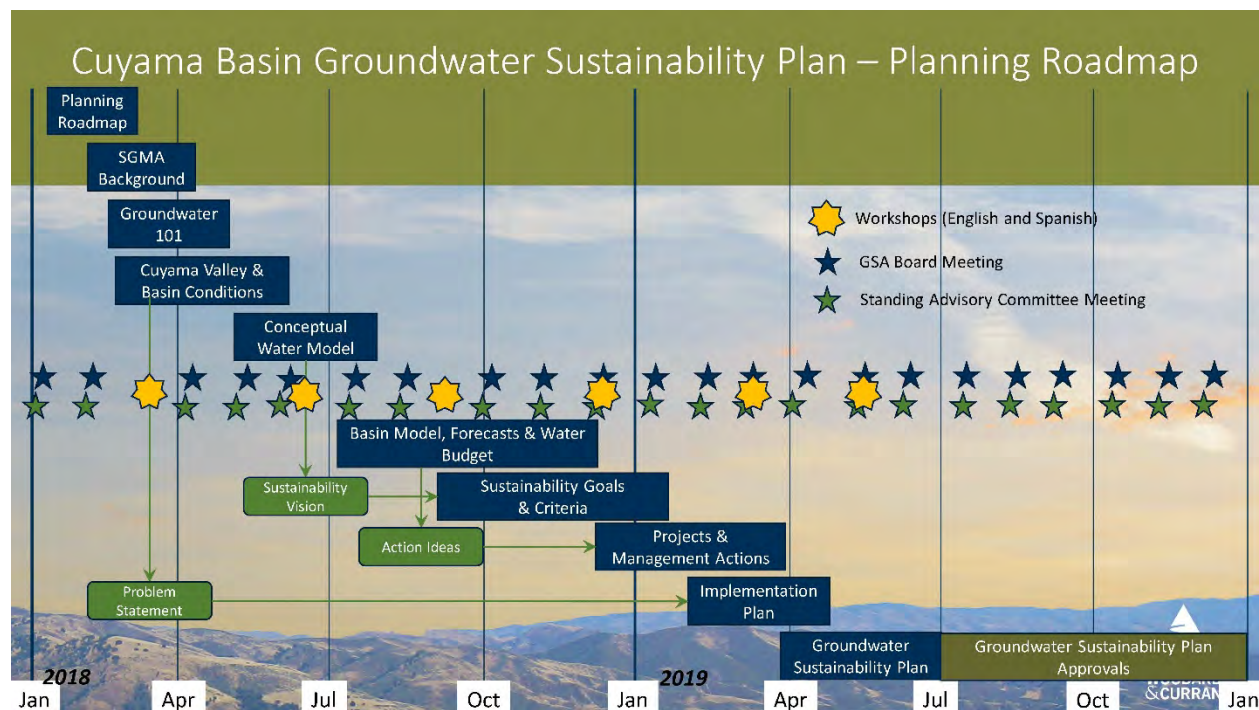 Cuyama Basin Groundwater Sustainability Plan – Planning Roadmap
Planning
Roadmap
SGMA
Background
Groundwater
101
Cuyama Valley &
Basin Conditions
Conceptual
Water Model
Workshops (English and Spanish)
GSA Board Meeting
Standing Advisory Committee Meeting
Basin Model, Forecasts & Water
Budget
Sustainability
Vision
Sustainability Goals
& Criteria
Action Ideas
Projects &
Management Actions
Problem
Statement
Implementation
Plan
Groundwater
Sustainability Plan
Groundwater Sustainability Plan
Approvals
2018
2019
& CURRAN
Jan
Apr
Jul
Oct
Jan
Apr
Jul
Oct
Jan